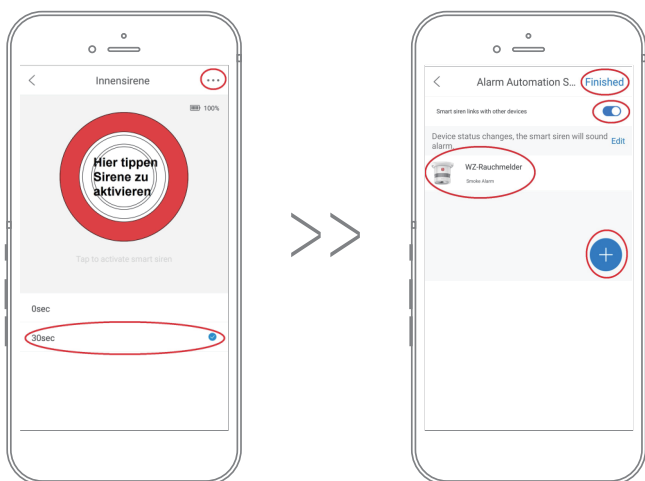 Innensirene
...
100%
Hier tippen
Sirene zu
aktivieren
Tap to activate smart siren
0sec
30sec
>>
Alarm Automation S... Finished
Smart siren links with other devices
Device status changes, the smart siren will sound
alarm. Edit
WZ-Rauchmelder
Smoke Alarm
+